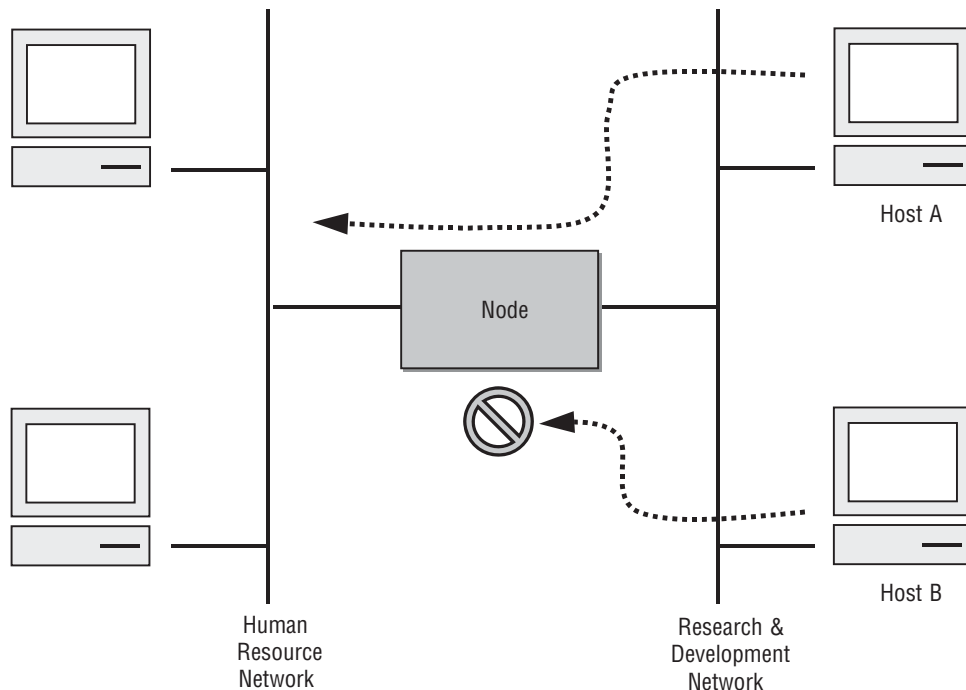 Host A
Node
Host B
Human
Resource
Network
Research &
Development
Network